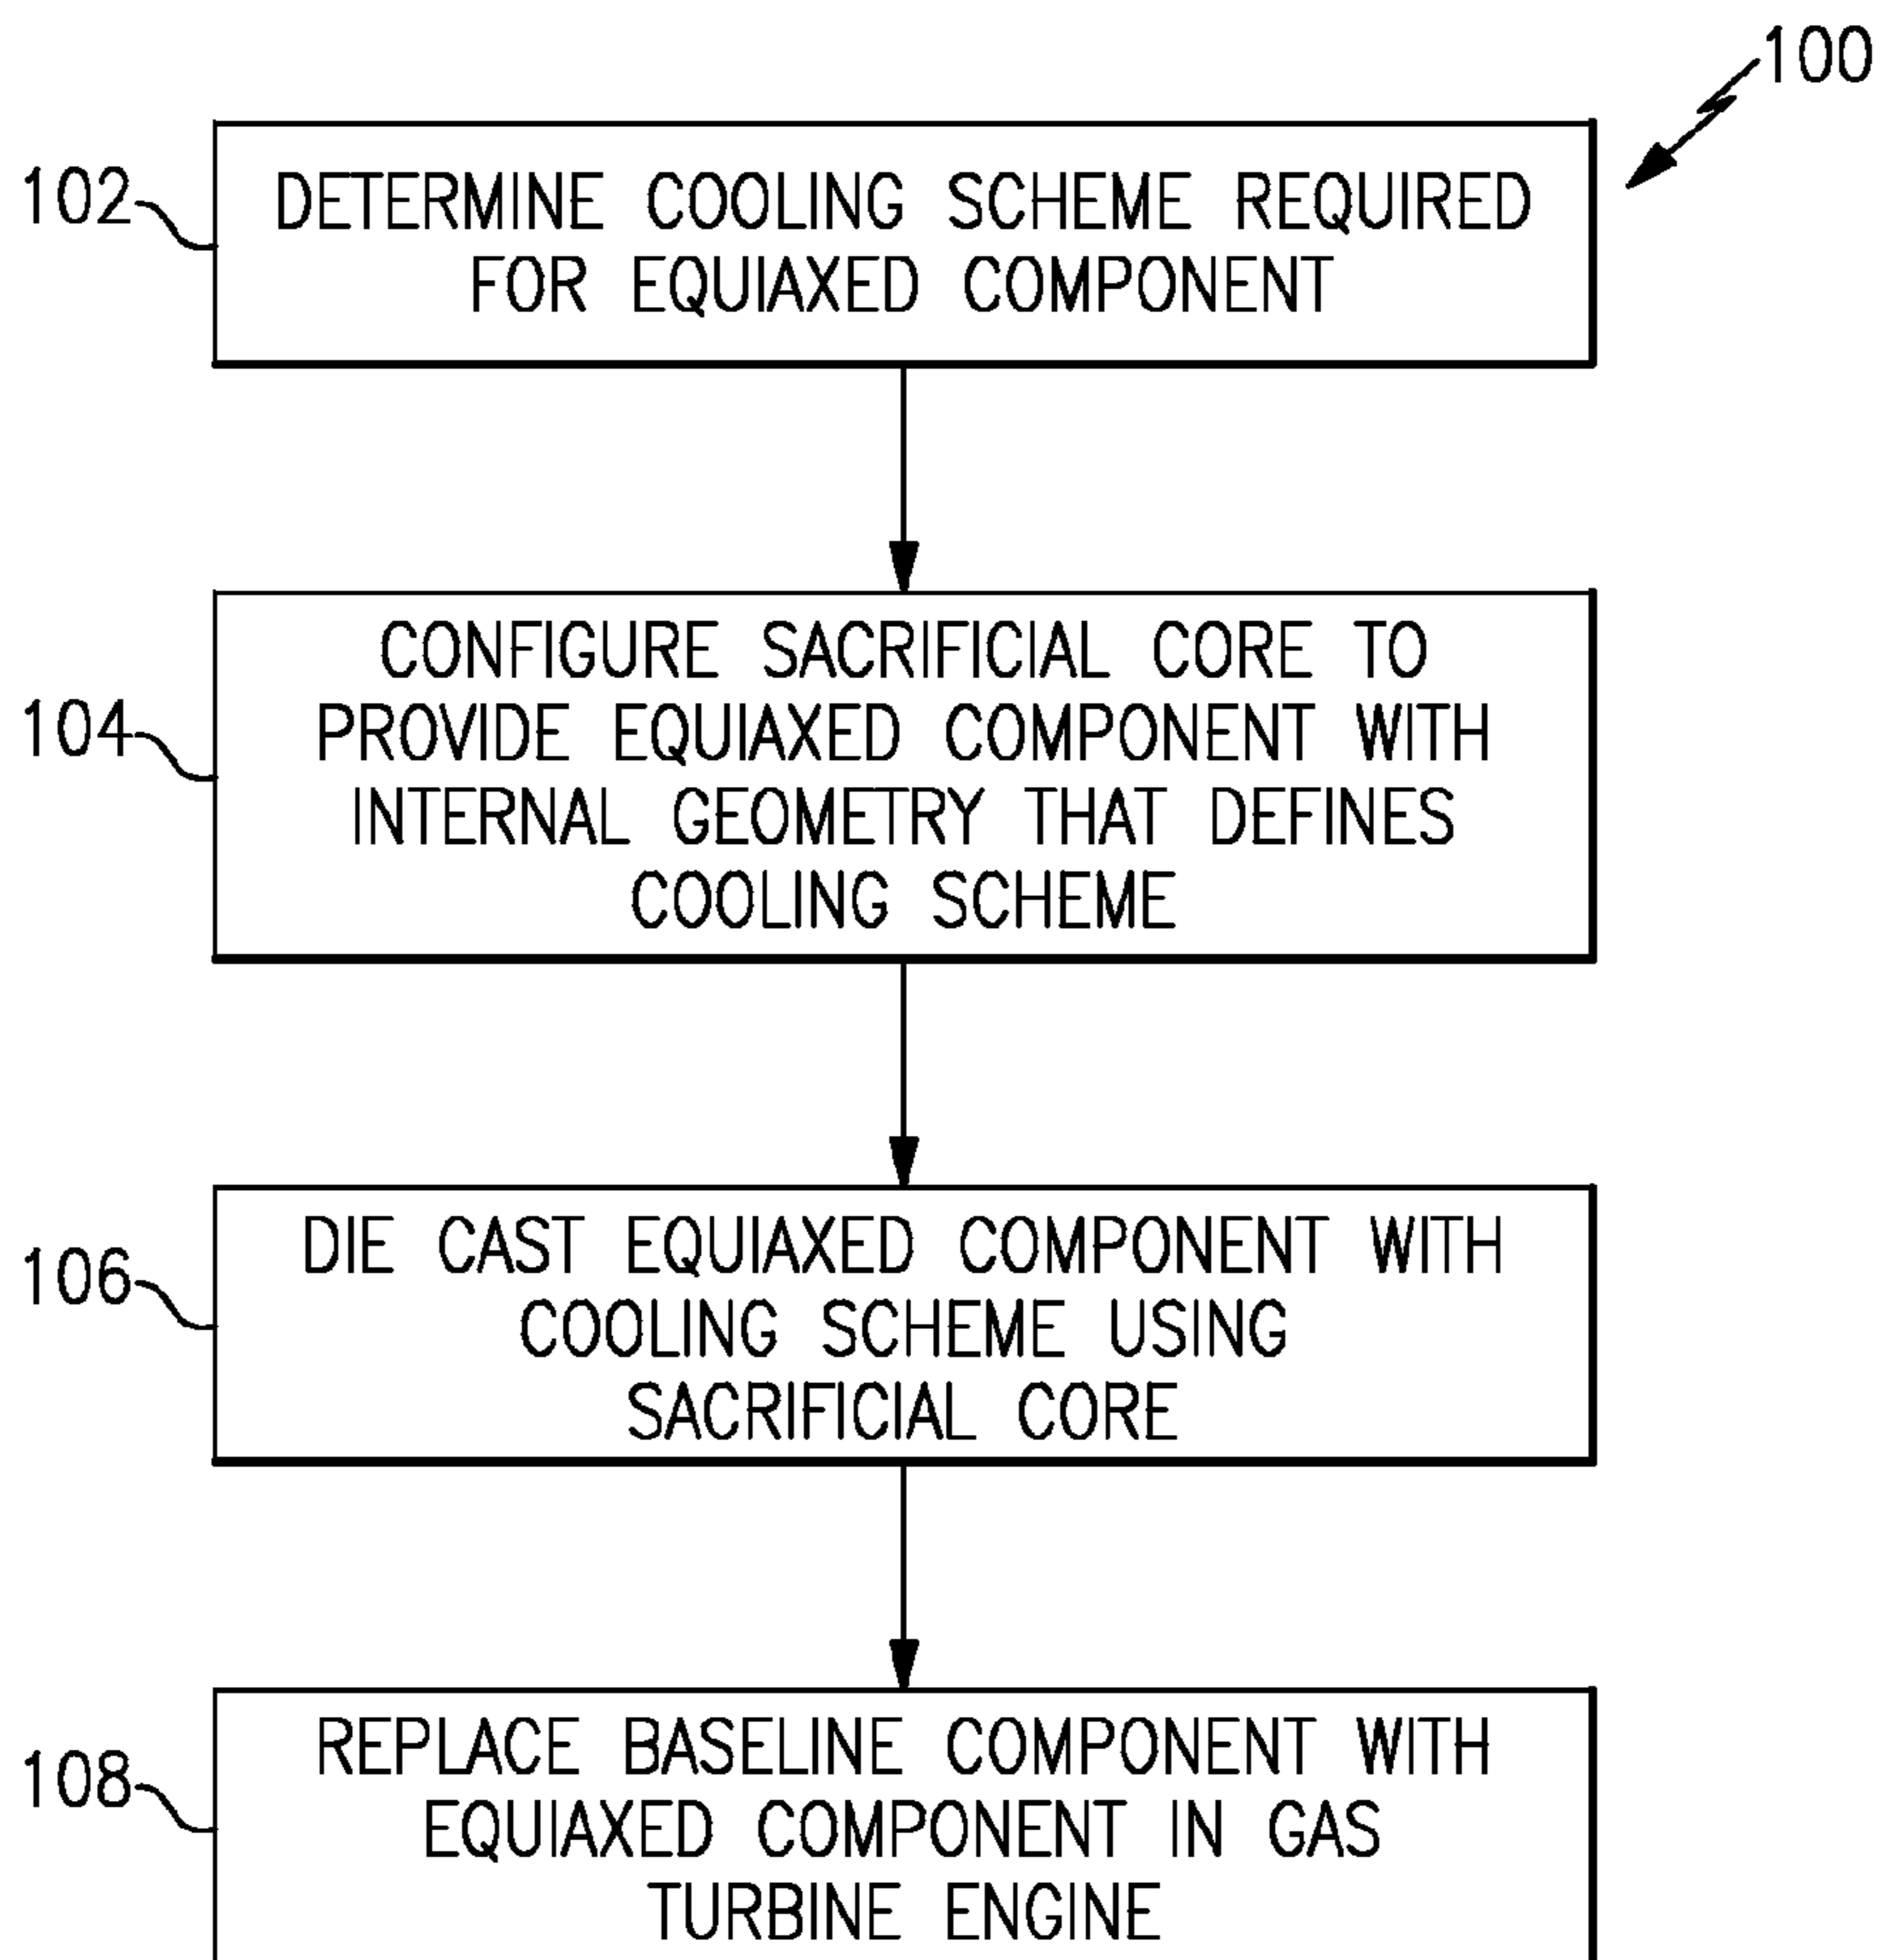 100
102
DETERMINE COOLING SCHEME REQUIRED
FOR EQUIAXED COMPONENT
104
CONFIGURE SACRIFICIAL CORE TO
PROVIDE EQUIAXED COMPONENT WITH
INTERNAL GEOMETRY THAT DEFINES
COOLING SCHEME
106
DIE CAST EQUIAXED COMPONENT WITH
COOLING SCHEME USING
SACRIFICIAL CORE
108
REPLACE BASELINE COMPONENT WITH
EQUIAXED COMPONENT IN GAS
TURBINE ENGINE